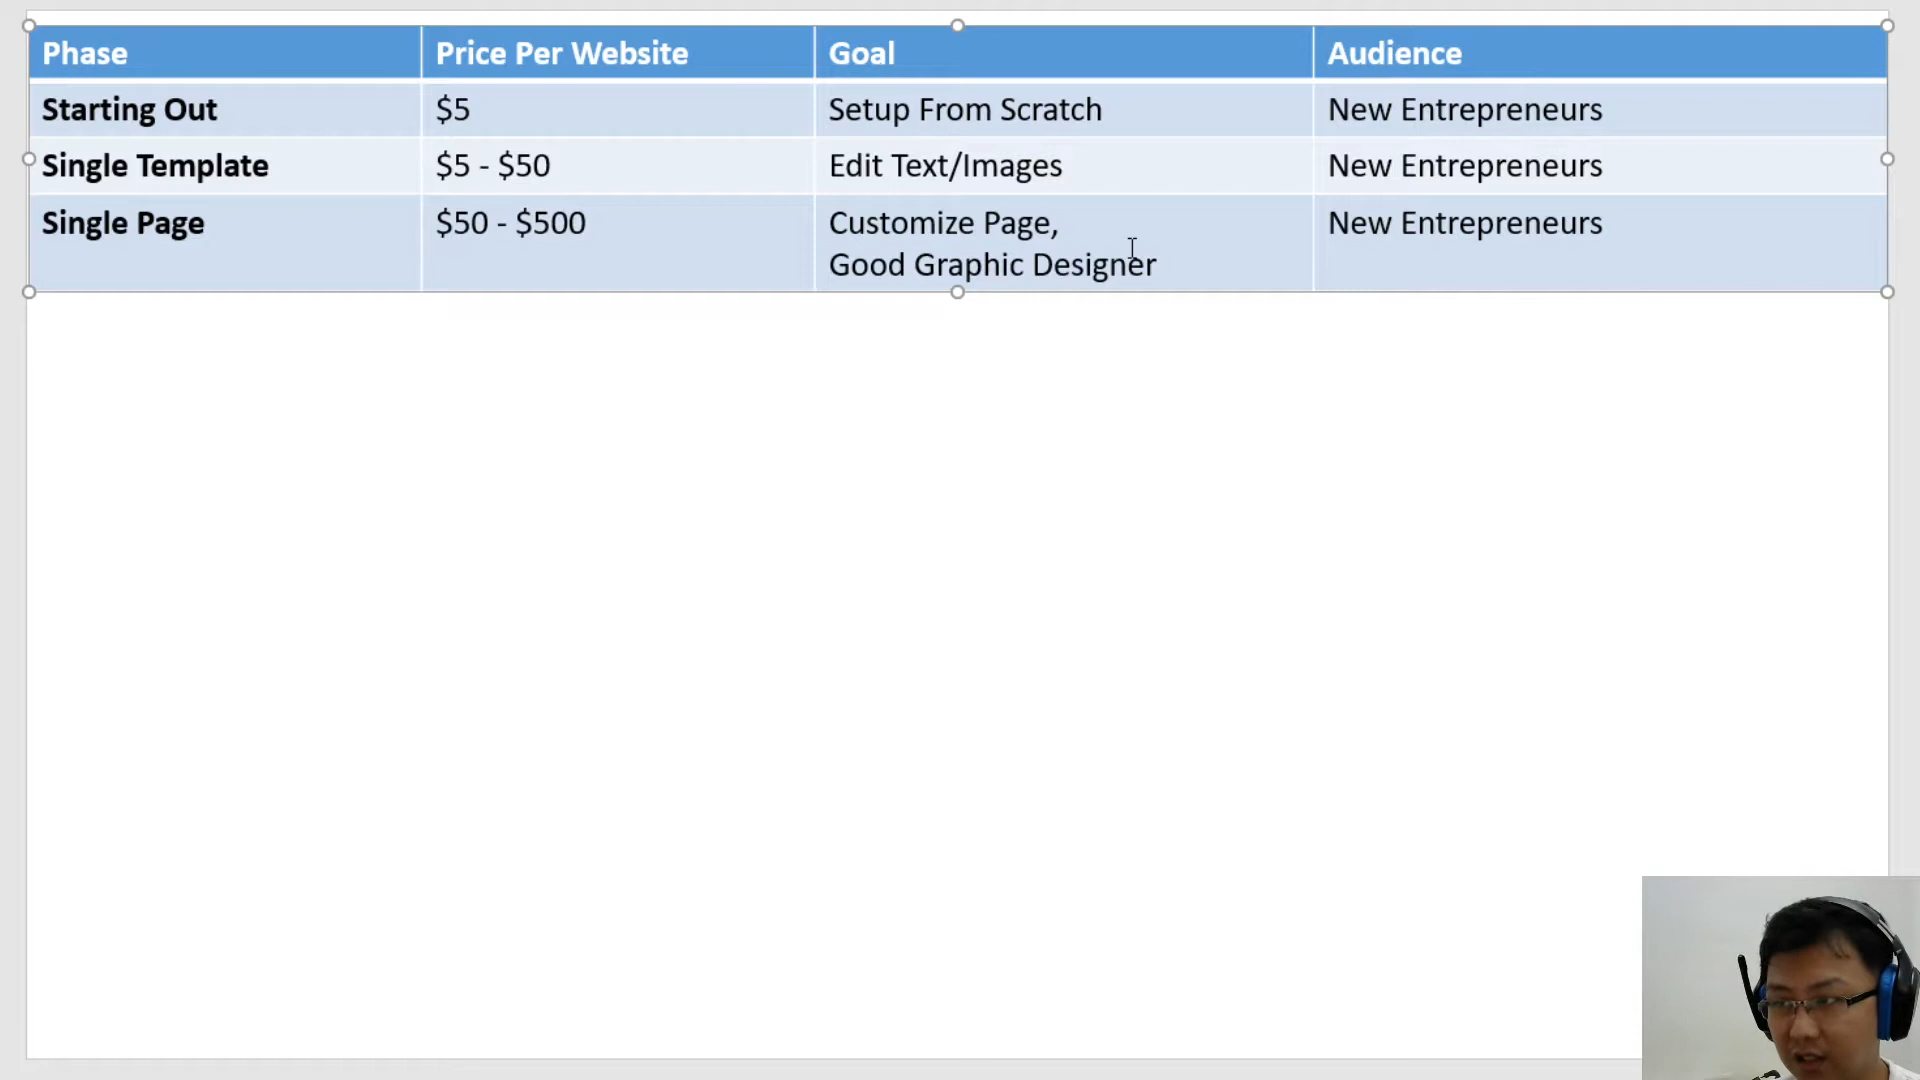 Phase Price Per Website Goal Audience
Starting Out $5 Setup From Scratch New Entrepreneurs
Single Template $5 - $50 Edit Text/Images New Entrepreneurs
Single Page $50 - $500 Customize Page, New Entrepreneurs
Good Graphic Designer